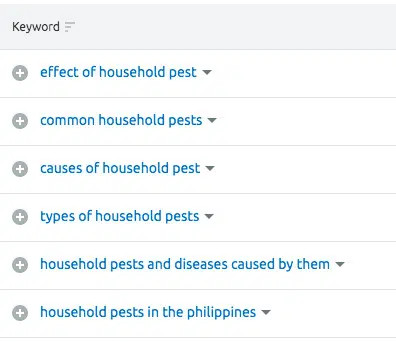 Keyword
effect of household pest
common household pests
causes of household pest
types of household pests
household pests and diseases caused by them
household pests in the philippines